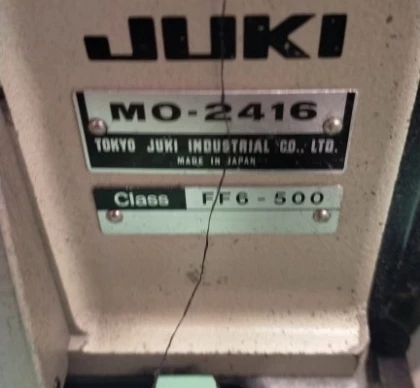 JUKI
MO-2416
TOKYO JUKI INDUSTRIAL CO., LTD.
MADE IN JAPAN
Class FF6-500